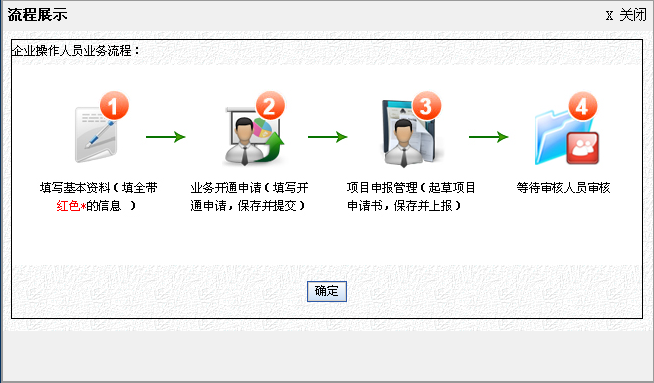 流程展示 X 关闭
企业操作人员业务流程：
1 2 3 4
填写基本资料（填全带
红色*的信息 ）
业务开通申请（填写开
通申请，保存并提交）
项目申报管理（起草项目
申请书，保存并上报）
等待审核人员审核
确定